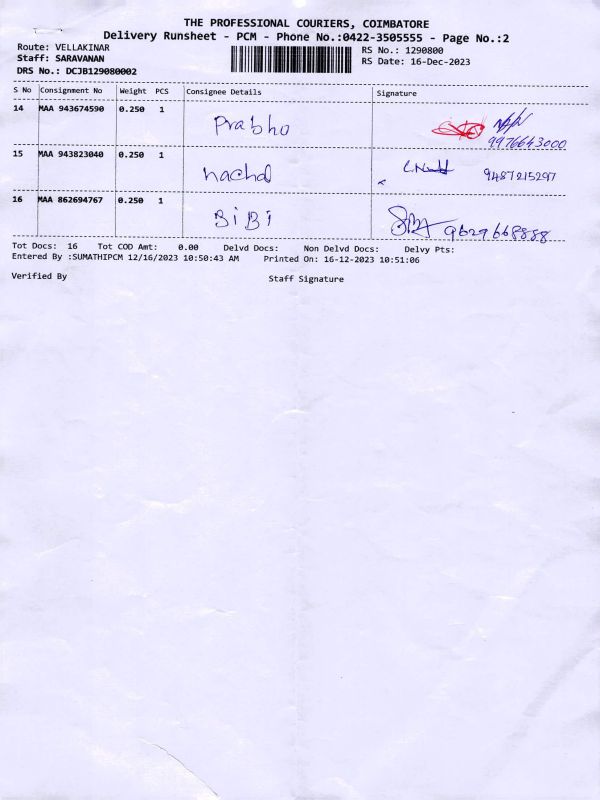 THE PROFESSIONAL COURIERS, COIMBATORE
Delivery Runsheet - PCM - Phone No.:0422-3505555 - Page No.:2
Route: VELLAKINAR
Staff: SARAVANAN
DRS No.: DCJB129080002
RS No.: 1290800
RS Date: 16-Dec-2023
S No Consignment No Weight PCS Consignee Details Signature
14 MAA 943674590 0.250 1 Prabho 9976643000
15 MAA 943823040 0.250 1 nachd 9487215297
16 MAA 862694767 0.250 1 BiBi 9629668888
Tot Docs: 16 Tot COD Amt: 0.00 Delvd Docs: Non Delvd Docs: Delvy Pts:
Entered By :SUMATHIPCM 12/16/2023 10:50:43 AM Printed On: 16-12-2023 10:51:06
Verified By Staff Signature